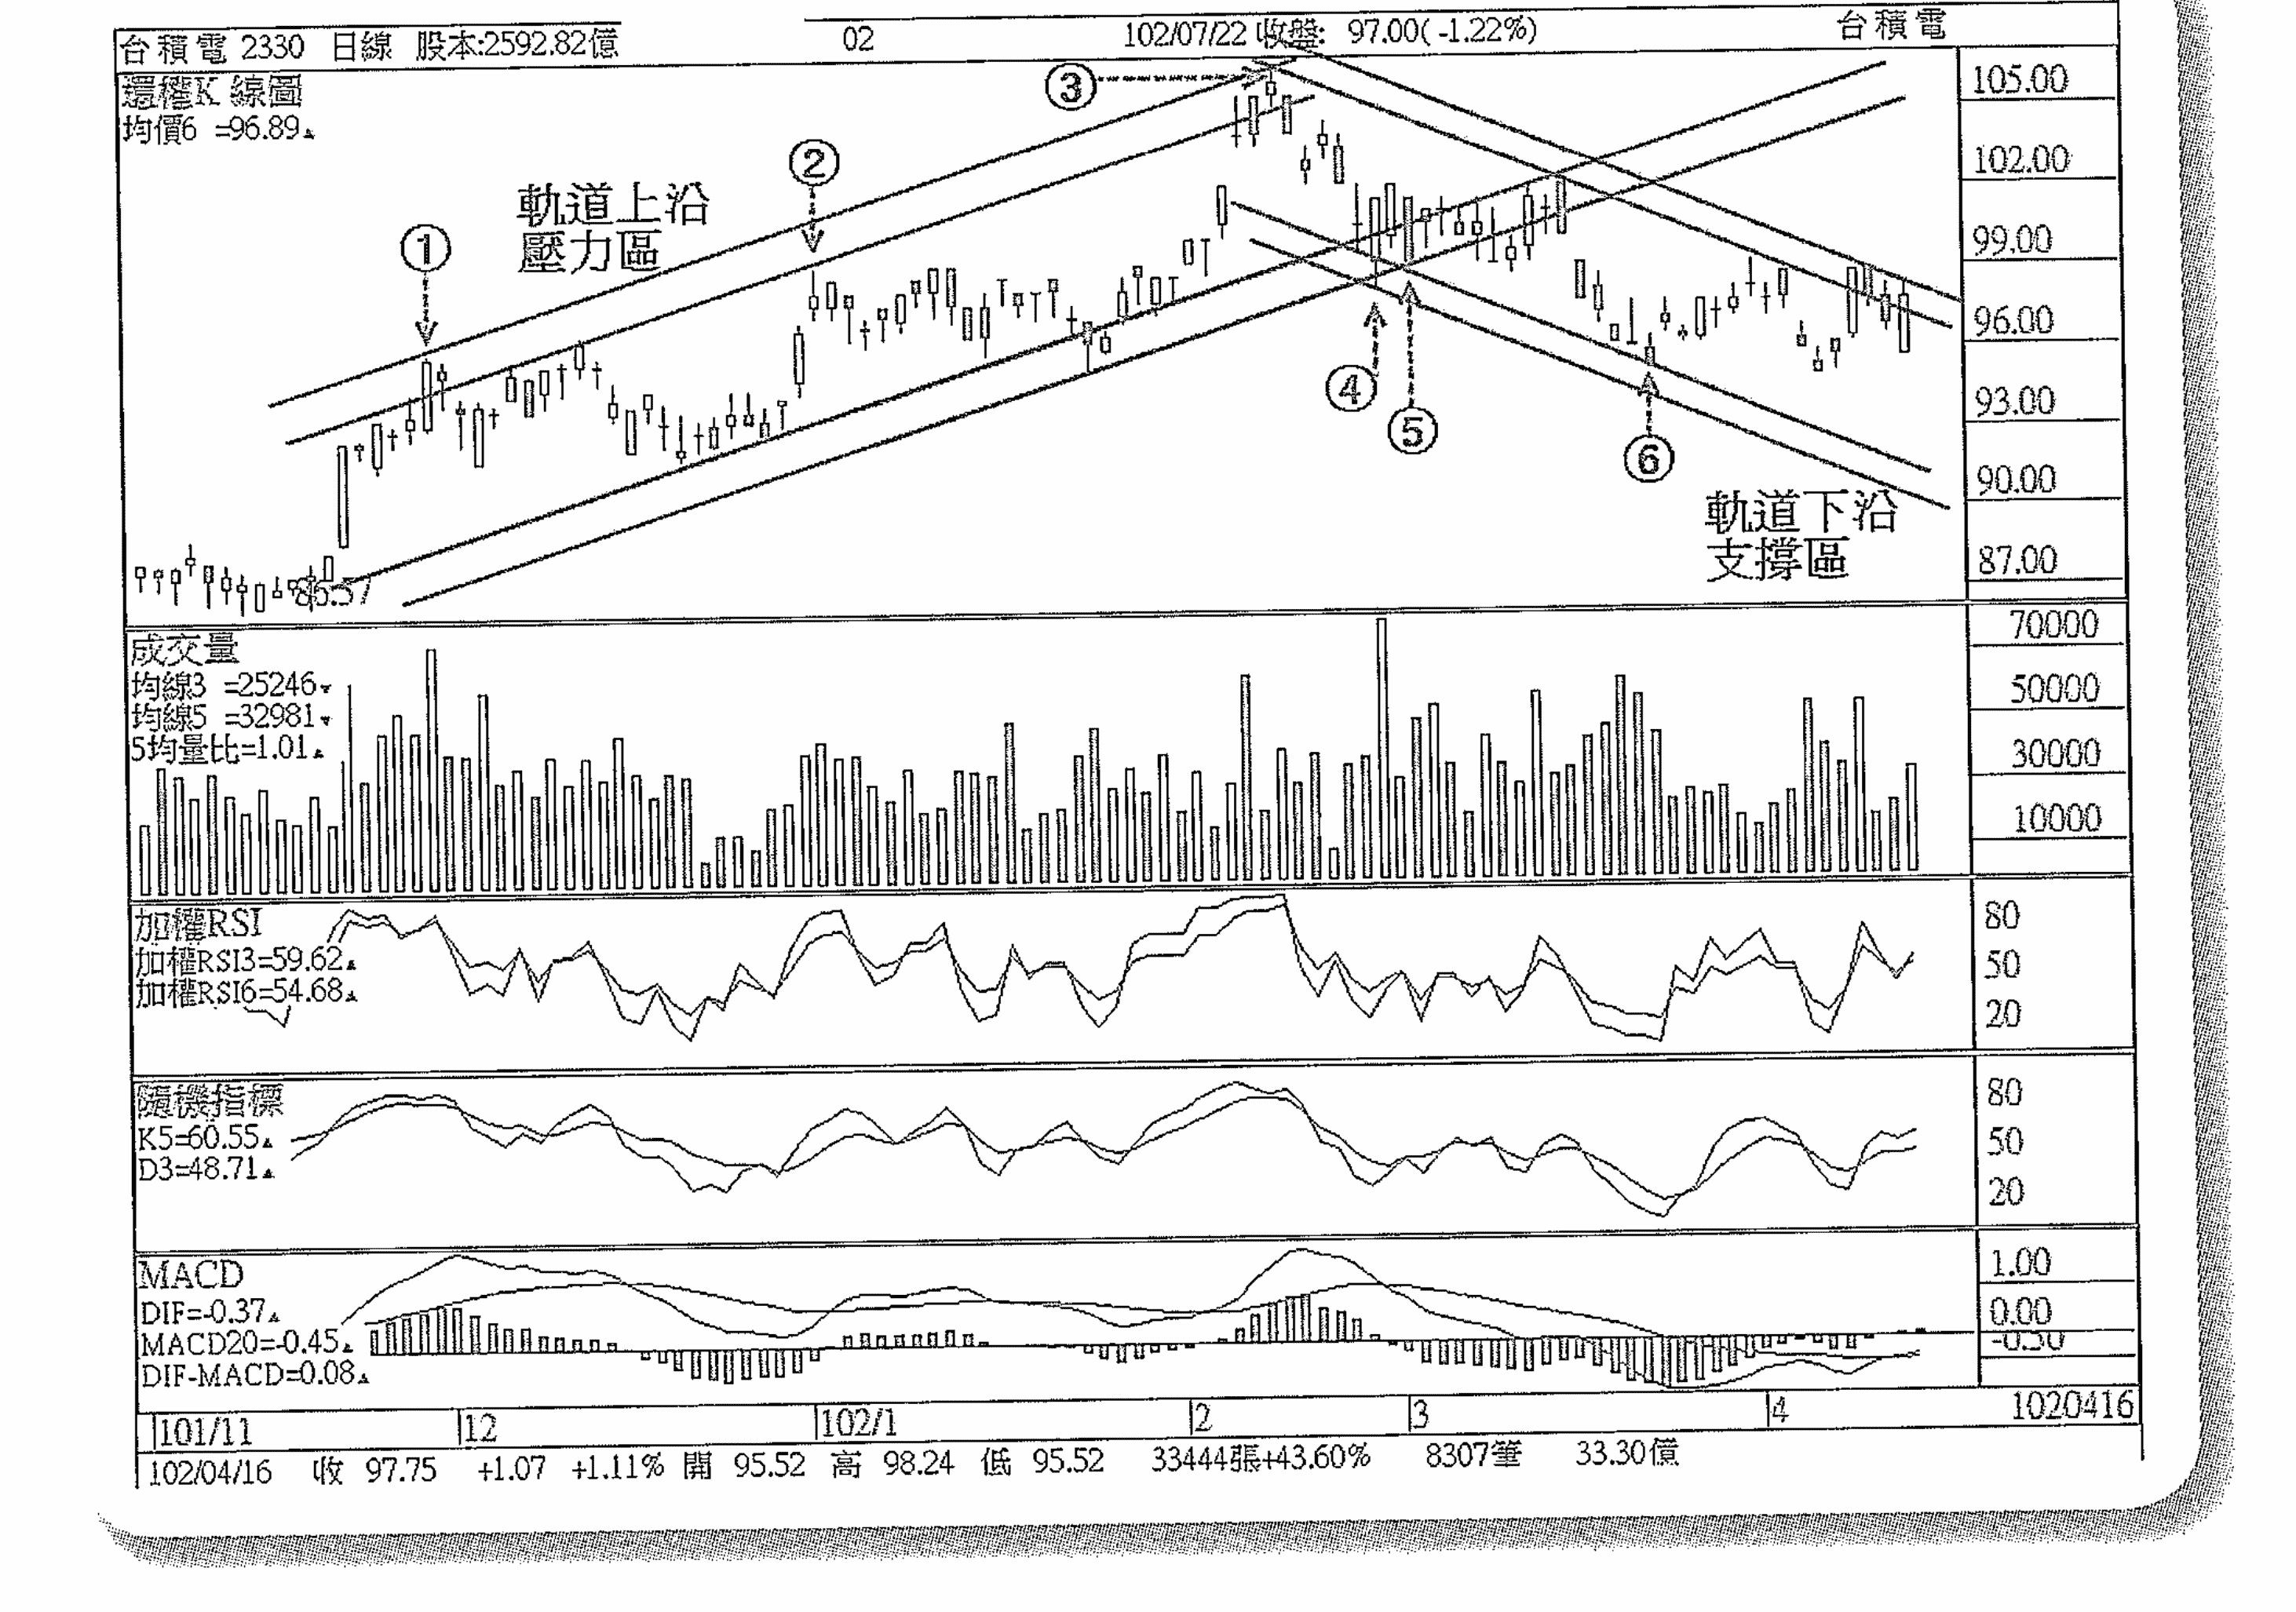 台積電 2330 日線 股本:2592.82億 02 102/07/22 收盤: 97.00( -1.22%) 台積電
還權K 線圖
均價6 =96.89▲
①
②
③
④
⑤
⑥
軌道上沿
壓力區
軌道下沿
支撐區
105.00
102.00
99.00
96.00
93.00
90.00
87.00
成交量
均線3 =25246▼
均線5 =32981▼
5均量比=1.01▲
70000
50000
30000
10000
加權RSI
加權RSI3=59.62▲
加權RSI6=54.68▲
80
50
20
隨機指標
K5=60.55▲
D3=48.71▲
80
50
20
MACD
DIF=-0.37▲
MACD20=-0.45▲
DIF-MACD=0.08▲
1.00
0.00
-0.50
101/11 12 102/1 2 3 4 1020416
102/04/16 收 97.75 +1.07 +1.11% 開 95.52 高 98.24 低 95.52 33444張+43.60% 8307筆 33.30億